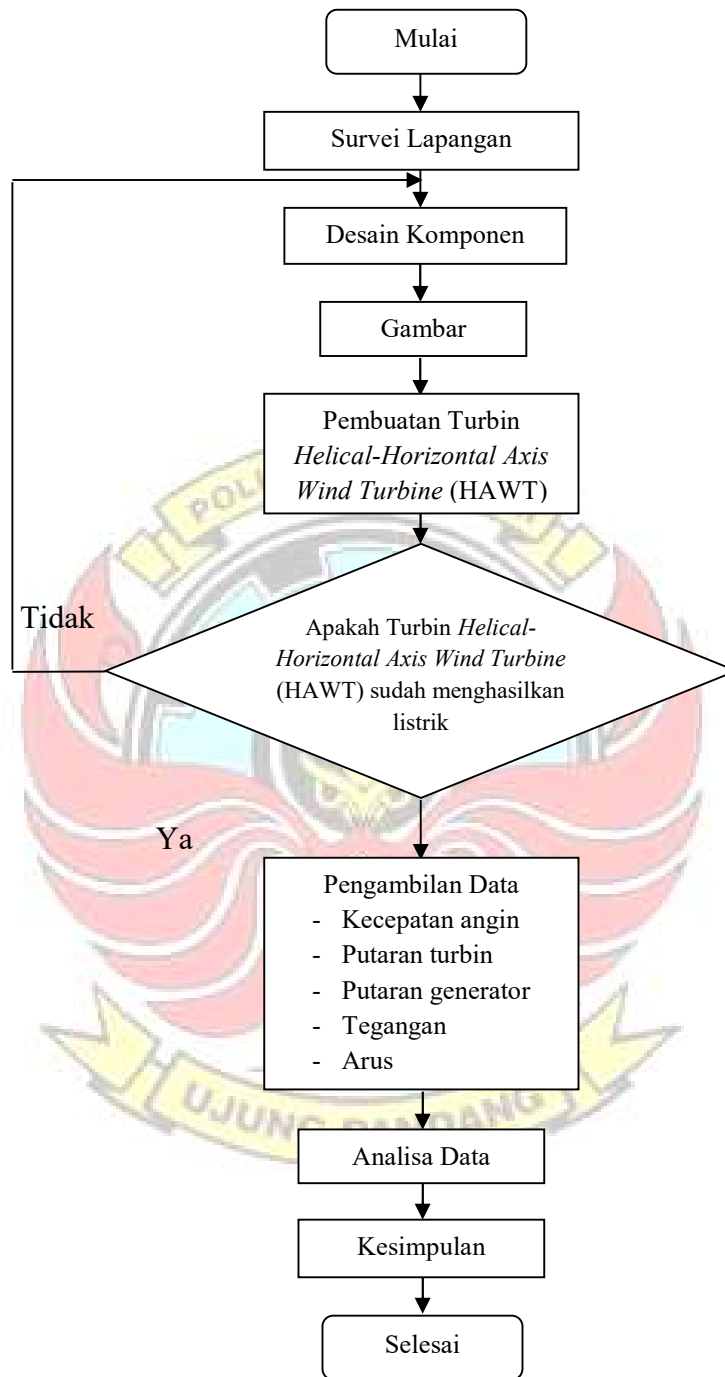 Mulai
Survei Lapangan
Desain Komponen
Gambar
Pembuatan Turbin
Helical-Horizontal Axis
Wind Turbine (HAWT)
Tidak
Apakah Turbin Helical-
Horizontal Axis Wind Turbine
(HAWT) sudah menghasilkan
listrik
Ya
Pengambilan Data
- Kecepatan angin
- Putaran turbin
- Putaran generator
- Tegangan
- Arus
UJUNG PANDANG
Analisa Data
Kesimpulan
Selesai